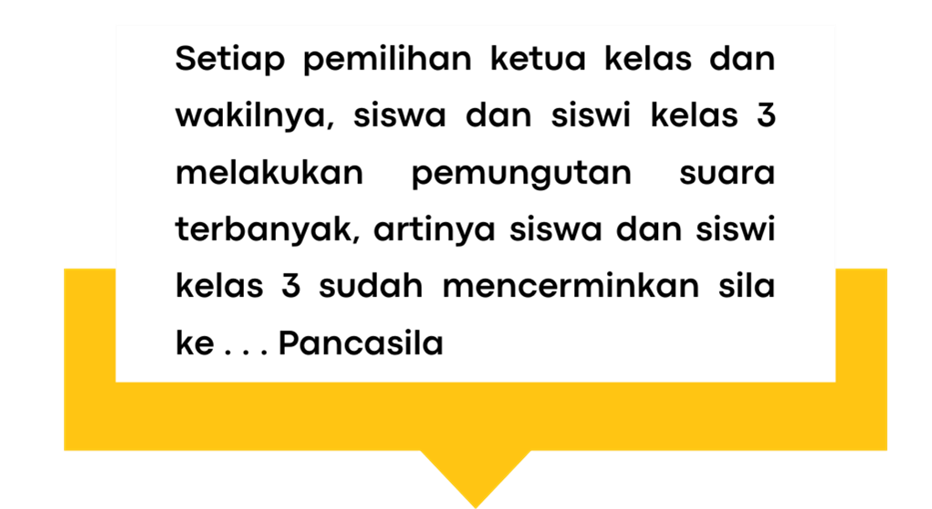 Setiap pemilihan ketua kelas dan
wakilnya, siswa dan siswi kelas 3
melakukan pemungutan suara
terbanyak, artinya siswa dan siswi
kelas 3 sudah mencerminkan sila
ke . . . Pancasila